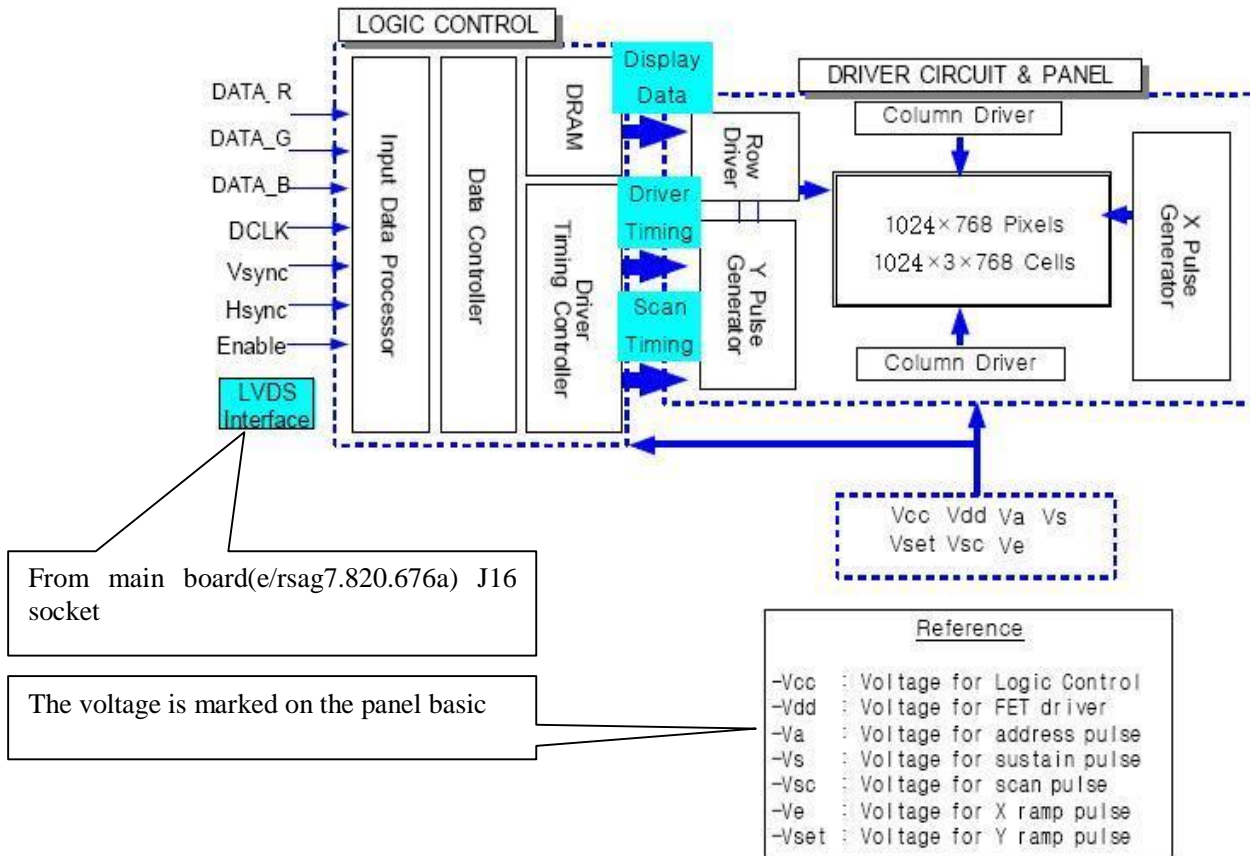 LOGIC CONTROL
DATA_R
DATA_G
DATA_B
DCLK
Vsync
Hsync
Enable
LVDS
Interface
Input Data Processor
Data Controller
DRAM
Driver
Timing Controller
Display
Data
Driver
Timing
Scan
Timing
DRIVER CIRCUIT & PANEL
Row
Driver
Y Pulse
Generator
Column Driver
1024×768 Pixels
1024×3×768 Cells
Column Driver
X Pulse
Generator
Vcc Vdd Va Vs
Vset Vsc Ve
From main board(e/rsag7.820.676a) J16
socket
The voltage is marked on the panel basic
Reference
-Vcc : Voltage for Logic Control
-Vdd : Voltage for FET driver
-Va : Voltage for address pulse
-Vs : Voltage for sustain pulse
-Vsc : Voltage for scan pulse
-Ve : Voltage for X ramp pulse
-Vset : Voltage for Y ramp pulse